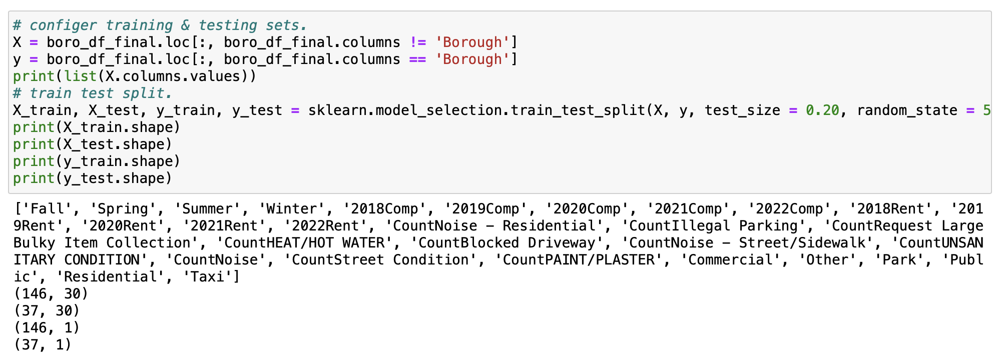 # configer training & testing sets.
X = boro_df_final.loc[:, boro_df_final.columns != 'Borough']
y = boro_df_final.loc[:, boro_df_final.columns == 'Borough']
print(list(X.columns.values))
# train test split.
X_train, X_test, y_train, y_test = sklearn.model_selection.train_test_split(X, y, test_size = 0.20, random_state = 5
print(X_train.shape)
print(X_test.shape)
print(y_train.shape)
print(y_test.shape)
['Fall', 'Spring', 'Summer', 'Winter', '2018Comp', '2019Comp', '2020Comp', '2021Comp', '2022Comp', '2018Rent', '201
9Rent', '2020Rent', '2021Rent', '2022Rent', 'CountNoise - Residential', 'CountIllegal Parking', 'CountRequest Large
Bulky Item Collection', 'CountHEAT/HOT WATER', 'CountBlocked Driveway', 'CountNoise - Street/Sidewalk', 'CountUNSAN
ITARY CONDITION', 'CountNoise', 'CountStreet Condition', 'CountPAINT/PLASTER', 'Commercial', 'Other', 'Park', 'Publ
ic', 'Residential', 'Taxi']
(146, 30)
(37, 30)
(146, 1)
(37, 1)